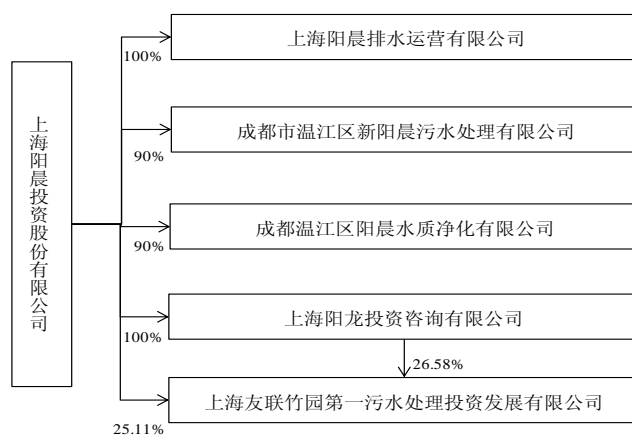 上海阳晨投资股份有限公司
上海阳晨排水运营有限公司
100%
成都市温江区新阳晨污水处理有限公司
90%
成都温江区阳晨水质净化有限公司
90%
上海阳龙投资咨询有限公司
100%
26.58%
上海友联竹园第一污水处理投资发展有限公司
25.11%